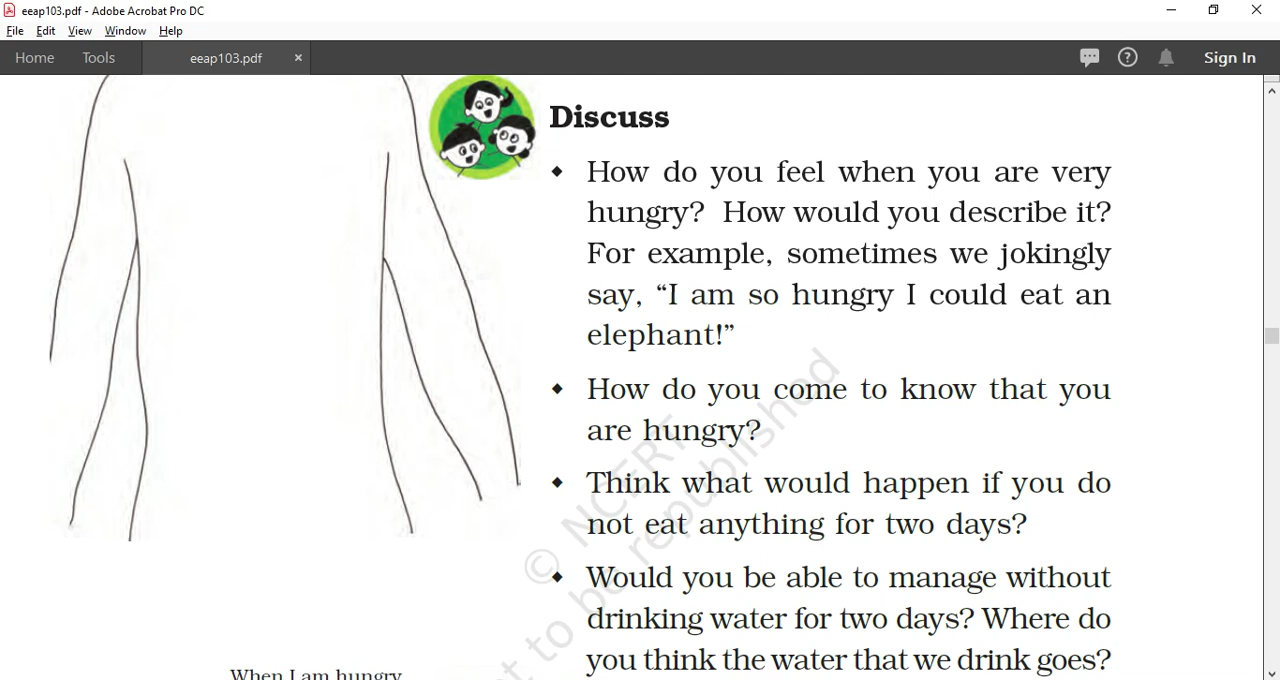 eeap103.pdf - Adobe Acrobat Pro DC
File Edit View Window Help
Home Tools eeap103.pdf × Sign In
Discuss
How do you feel when you are very
hungry? How would you describe it?
For example, sometimes we jokingly
say, “I am so hungry I could eat an
elephant!”
How do you come to know that you
are hungry?
Think what would happen if you do
not eat anything for two days?
Would you be able to manage without
drinking water for two days? Where do
you think the water that we drink goes?
When I am hungry
© NCERT
to be republished